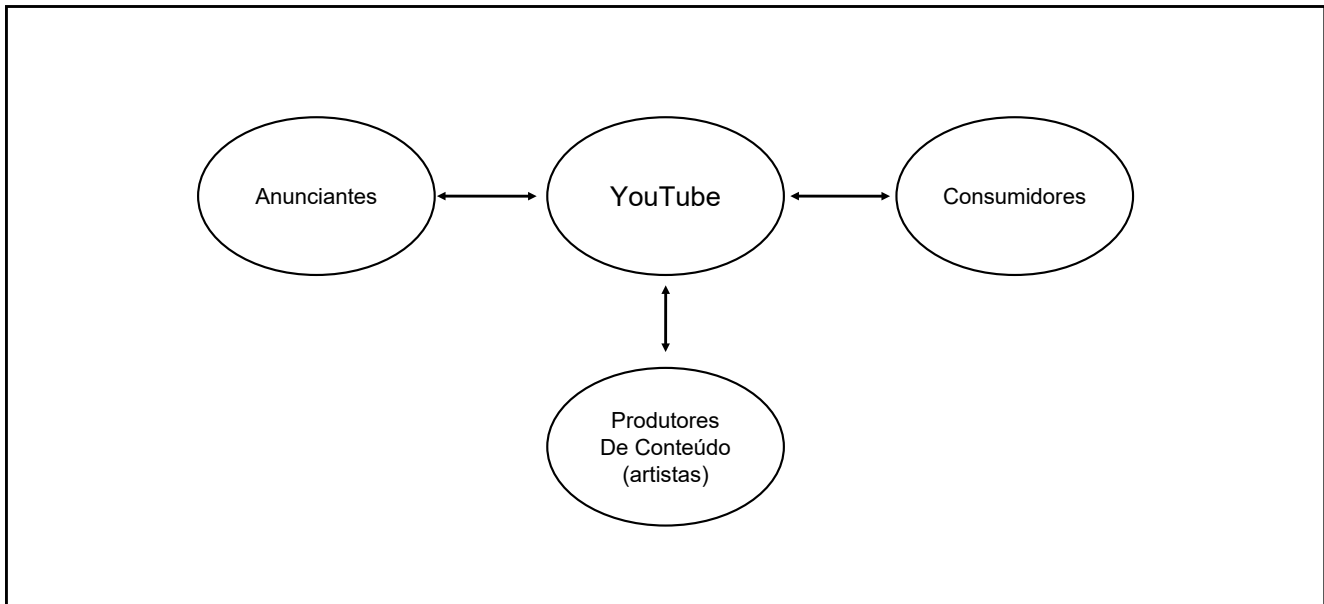 Anunciantes
YouTube
Consumidores
Produtores
De Conteúdo
(artistas)